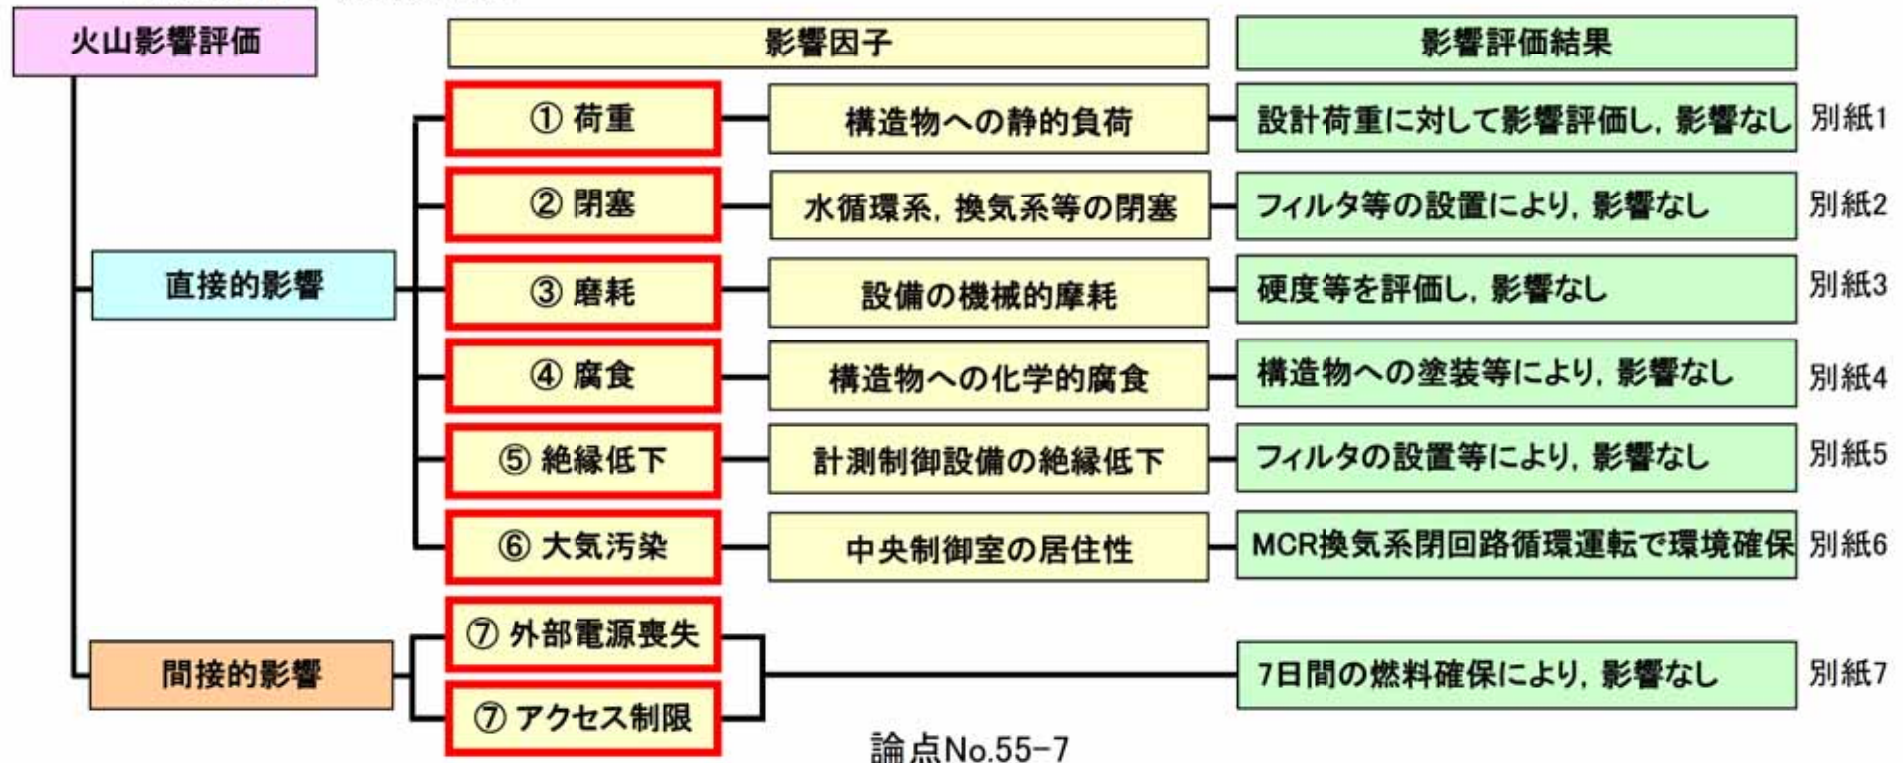 火山影響評価
影響因子
影響評価結果
① 荷重
構造物への静的負荷
設計荷重に対して影響評価し, 影響なし
別紙1
② 閉塞
水循環系, 換気系等の閉塞
フィルタ等の設置により, 影響なし
別紙2
直接的影響
③ 磨耗
設備の機械的摩耗
硬度等を評価し, 影響なし
別紙3
④ 腐食
構造物への化学的腐食
構造物への塗装等により, 影響なし
別紙4
⑤ 絶縁低下
計測制御設備の絶縁低下
フィルタの設置等により, 影響なし
別紙5
⑥ 大気汚染
中央制御室の居住性
MCR換気系閉回路循環運転で環境確保
別紙6
間接的影響
⑦ 外部電源喪失
⑦ アクセス制限
7日間の燃料確保により, 影響なし
別紙7
論点No.55-7